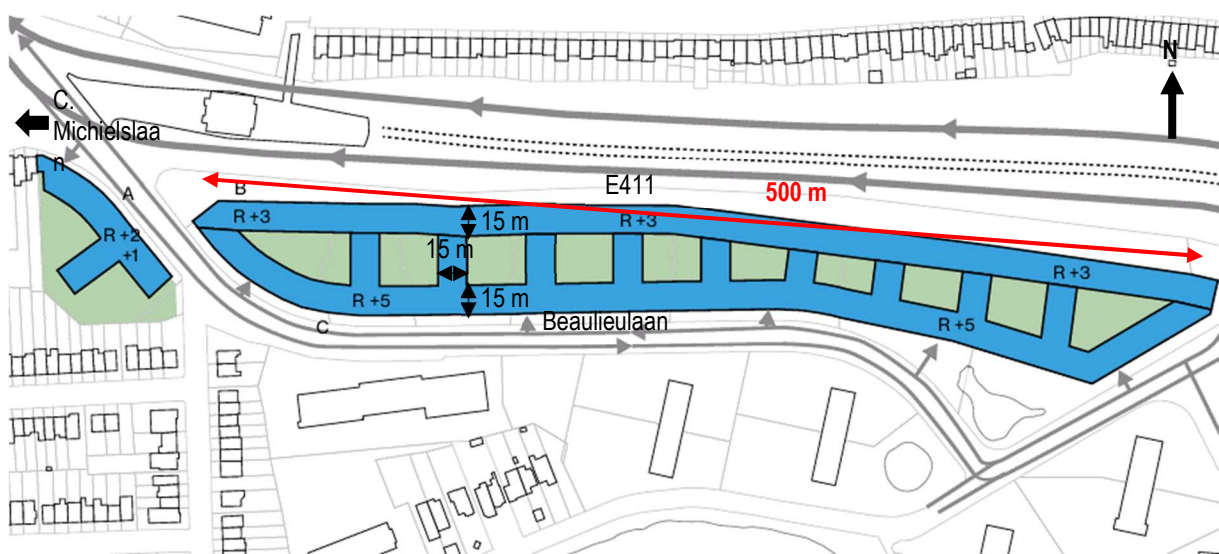 N
C.
Michielslaa
n
A
B
E411
500 m
R +3
15 m
R +3
R +2
+1
15 m
R +3
R +5
15 m
C
Beaulieulaan
R +5